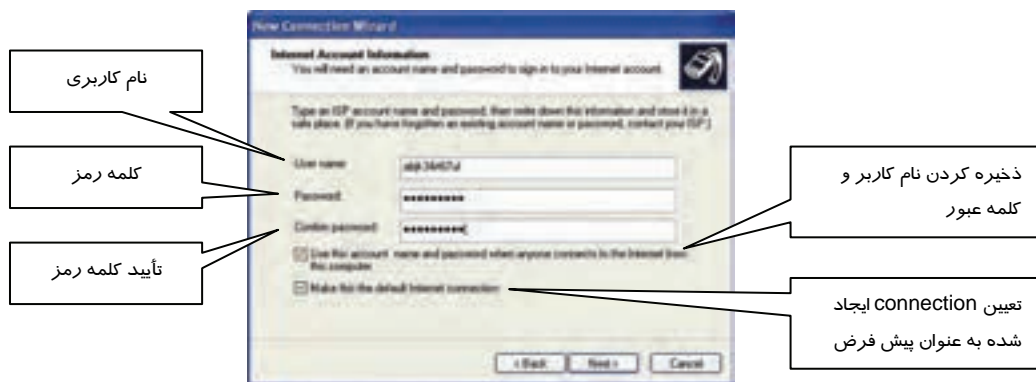 New Connection Wizard
Internet Account Information
You will need an account name and password to sign in to your Internet account.
Type an ISP account name and password, then write down this information and store it in a
safe place. (If you have forgotten an existing account name or password, contact your ISP.)
نام کاربری
User name:
کلمه رمز
Password:
ذخیره کردن نام کاربر و
کلمه عبور
Confirm password:
تأیید کلمه رمز
Use this account name and password when anyone connects to the Internet from
this computer
Make this the default Internet connection
تعیین connection ایجاد
شده به عنوان پیش فرض
< Back
Next >
Cancel